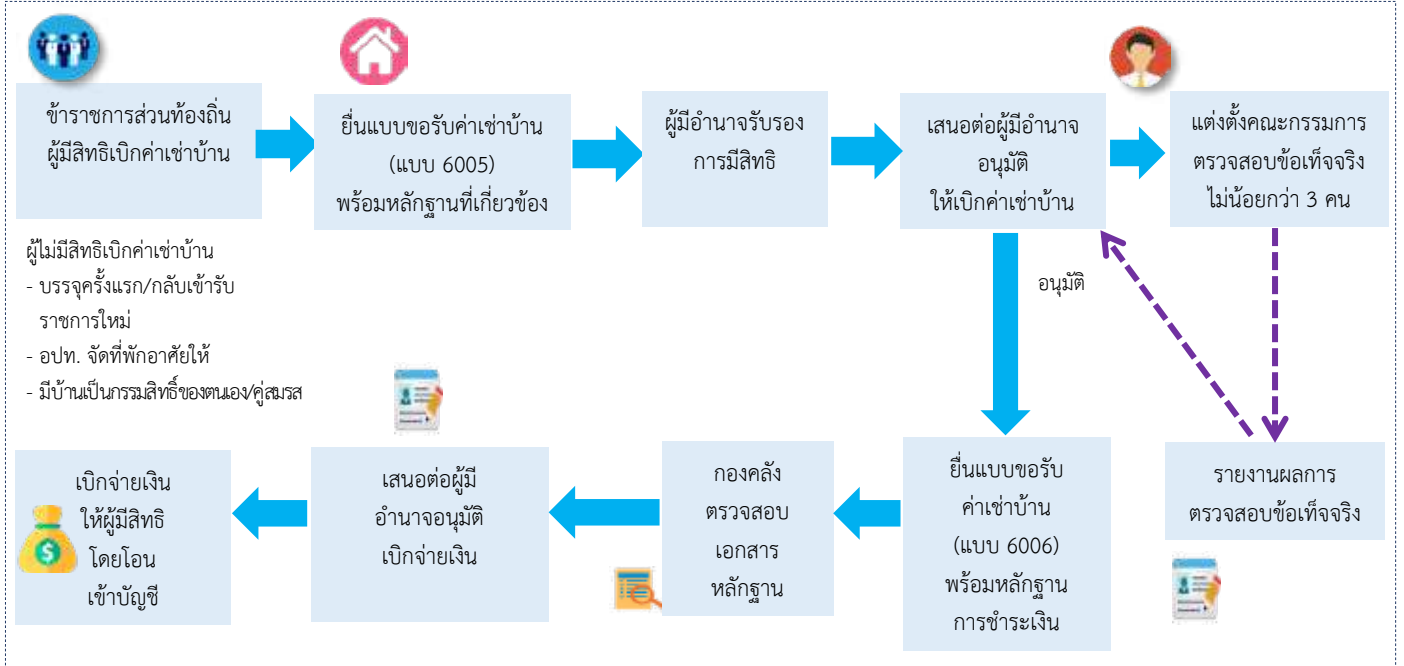 ข้าราชการส่วนท้องถิ่น
ผู้มีสิทธิเบิกค่าเช่าบ้าน
ยื่นแบบขอรับค่าเช่าบ้าน
(แบบ 6005)
พร้อมหลักฐานที่เกี่ยวข้อง
ผู้มีอำนาจรับรอง
การมีสิทธิ
เสนอต่อผู้มีอำนาจ
อนุมัติ
ให้เบิกค่าเช่าบ้าน
แต่งตั้งคณะกรรมการ
ตรวจสอบข้อเท็จจริง
ไม่น้อยกว่า 3 คน
ผู้ไม่มีสิทธิเบิกค่าเช่าบ้าน
- บรรจุครั้งแรก/กลับเข้ารับ
ราชการใหม่
- อปท. จัดที่พักอาศัยให้
- มีบ้านเป็นกรรมสิทธิ์ของตนเอง/คู่สมรส
อนุมัติ
รายงานผลการ
ตรวจสอบข้อเท็จจริง
ยื่นแบบขอรับ
ค่าเช่าบ้าน
(แบบ 6006)
พร้อมหลักฐาน
การชำระเงิน
กองคลัง
ตรวจสอบ
เอกสาร
หลักฐาน
เสนอต่อผู้มี
อำนาจอนุมัติ
เบิกจ่ายเงิน
เบิกจ่ายเงิน
ให้ผู้มีสิทธิ
โดยโอน
เข้าบัญชี